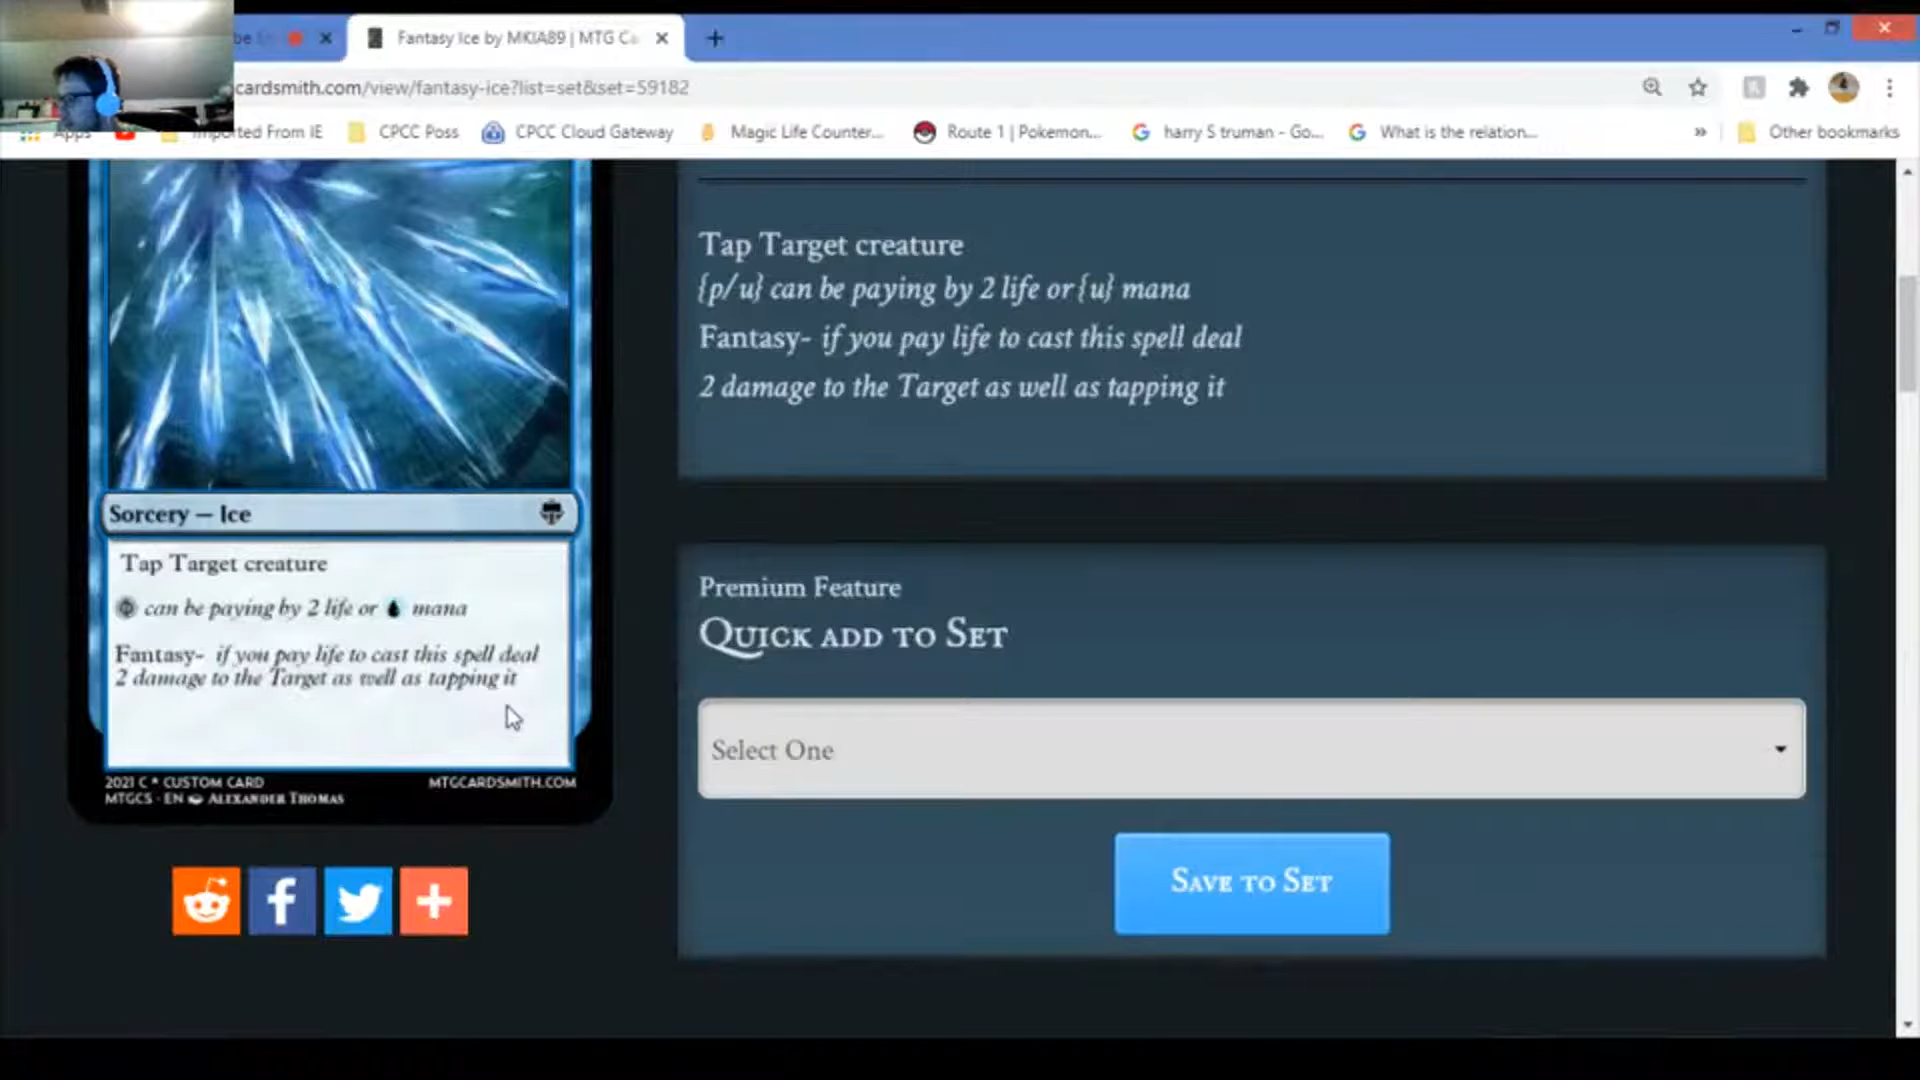 be
Fantasy Ice by MKIA89 | MTG Ca
cardsmith.com/view/fantasy-ice?list=set&set=59182
Apps
Imported From IE
CPCC Poss
CPCC Cloud Gateway
Magic Life Counter...
Route 1 | Pokemon...
harry S truman - Go...
What is the relation...
»
Other bookmarks
Tap Target creature
{p/u} can be paying by 2 life or {u} mana
Fantasy- if you pay life to cast this spell deal
2 damage to the Target as well as tapping it
Sorcery — Ice
Tap Target creature
can be paying by 2 life or mana
Fantasy- if you pay life to cast this spell deal
2 damage to the Target as well as tapping it
2021 C * CUSTOM CARD
MTGCARDSMITH.COM
MTGCS · EN ALEXANDER THOMAS
Premium Feature
QUICK ADD TO SET
Select One
SAVE TO SET